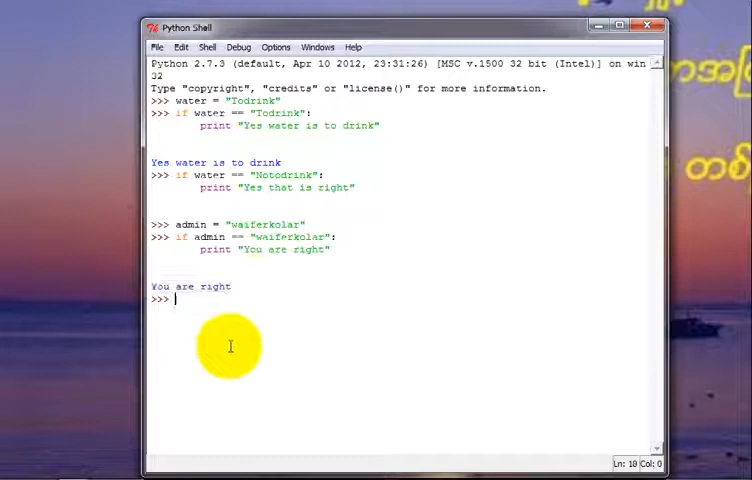 Python Shell
File Edit Shell Debug Options Windows Help
Python 2.7.3 (default, Apr 10 2012, 23:31:26) [MSC v.1500 32 bit (Intel)] on win
32
Type "copyright", "credits" or "license()" for more information.
>>> water = "Todrink"
>>> if water == "Todrink":
print "Yes water is to drink"
Yes water is to drink
>>> if water == "Notodrink":
print "Yes that is right"
>>> admin = "waiferkolar"
>>> if admin == "waiferkolar":
print "You are right"
You are right
>>>
Ln: 18 Col: 0